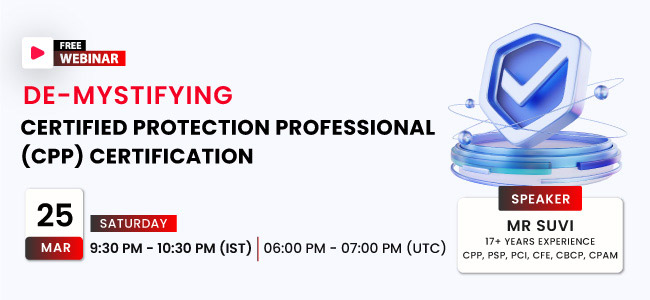 FREE
WEBINAR
DE-MYSTIFYING
CERTIFIED PROTECTION PROFESSIONAL
(CPP) CERTIFICATION
25
MAR
SATURDAY
9:30 PM - 10:30 PM (IST) | 06:00 PM - 07:00 PM (UTC)
SPEAKER
MR SUVI
17+ YEARS EXPERIENCE
CPP, PSP, PCI, CFE, CBCP, CPAM